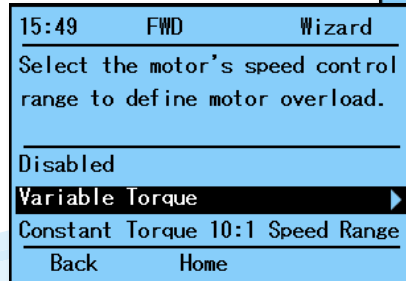 15:49 FWD Wizard
Select the motor's speed control
range to define motor overload.
Disabled
Variable Torque
Constant Torque 10:1 Speed Range
Back Home